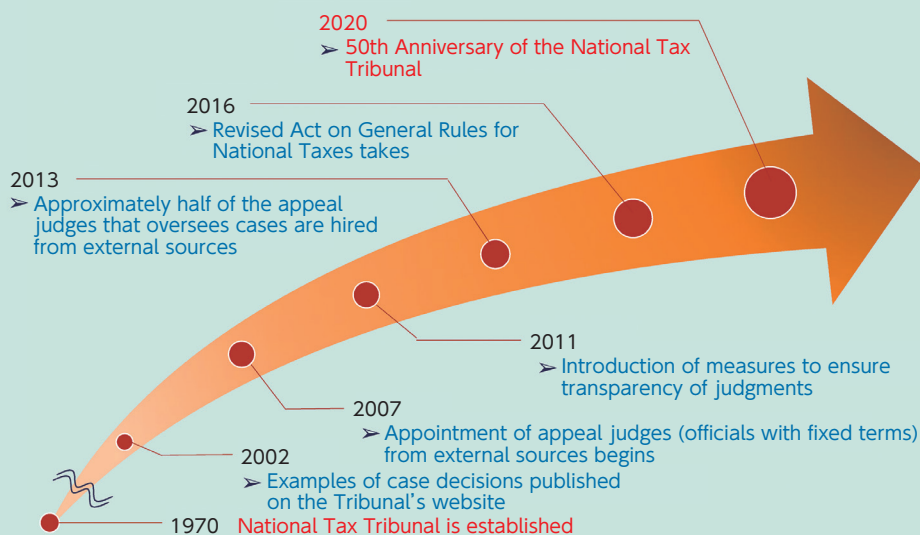 2020
➢ 50th Anniversary of the National Tax
Tribunal
2016
➢ Revised Act on General Rules for
National Taxes takes
2013
➢ Approximately half of the appeal
judges that oversees cases are hired
from external sources
2011
➢ Introduction of measures to ensure
transparency of judgments
2007
➢ Appointment of appeal judges (officials with fixed terms)
from external sources begins
2002
➢ Examples of case decisions published
on the Tribunal's website
1970 National Tax Tribunal is established